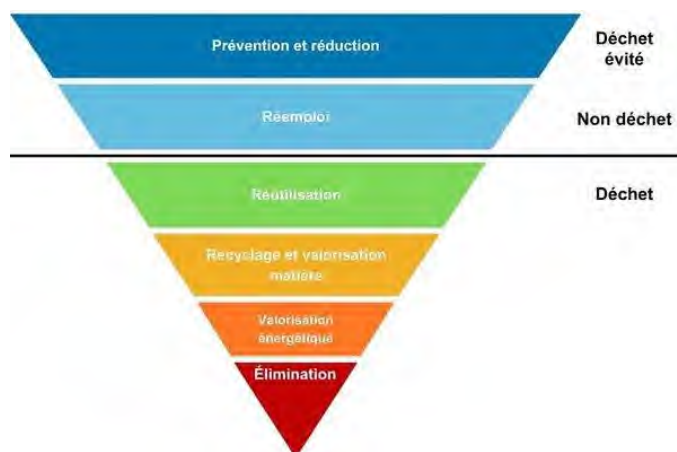 Prévention et réduction
Déchet
évité
Réemploi
Non déchet
Réutilisation
Déchet
Recyclage et valorisation
matière
Valorisation
énergétique
Élimination